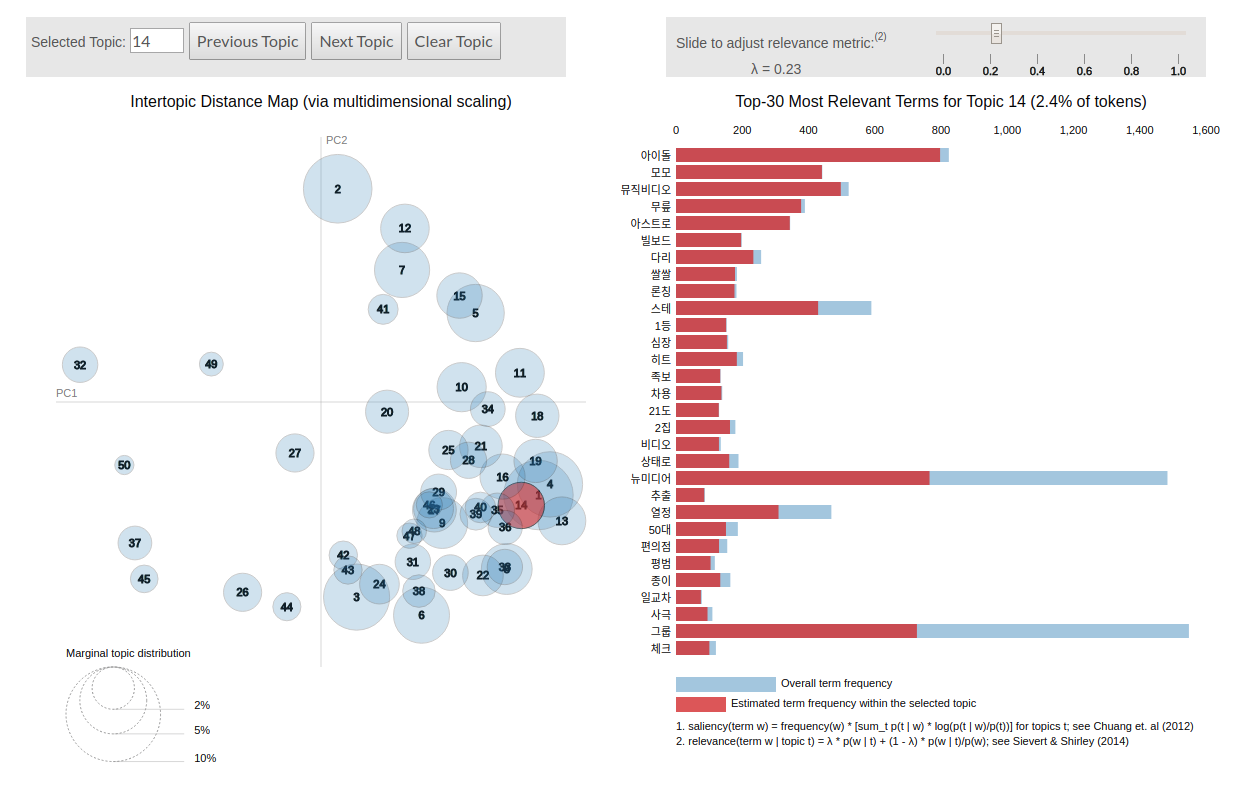 Selected Topic: 14 Previous Topic Next Topic Clear Topic
Slide to adjust relevance metric:(2)
λ = 0.23
0.0 0.2 0.4 0.6 0.8 1.0
Intertopic Distance Map (via multidimensional scaling)
PC2
PC1
2
12
7
15
5
41
32
49
11
10
34
20
18
25
21
28
27
50
19
16
4
1
14
29
46
9
40
39
35
36
13
48
47
37
42
43
31
30
22
45
24
38
3
26
44
6
Marginal topic distribution
2%
5%
10%
Top-30 Most Relevant Terms for Topic 14 (2.4% of tokens)
0 200 400 600 800 1,000 1,200 1,400 1,600
아이돌
모모
뮤직비디오
무릎
아스트로
빌보드
다리
쌀쌀
론칭
스테
1등
심장
히트
족보
차용
21도
2집
비디오
상태로
뉴미디어
추출
열정
50대
편의점
평범
종이
일교차
사극
그룹
체크
Overall term frequency
Estimated term frequency within the selected topic
1. saliency(term w) = frequency(w) * [sum_t p(t | w) * log(p(t | w)/p(t))] for topics t; see Chuang et. al (2012)
2. relevance(term w | topic t) = λ * p(w | t) + (1 - λ) * p(w | t)/p(w); see Sievert & Shirley (2014)